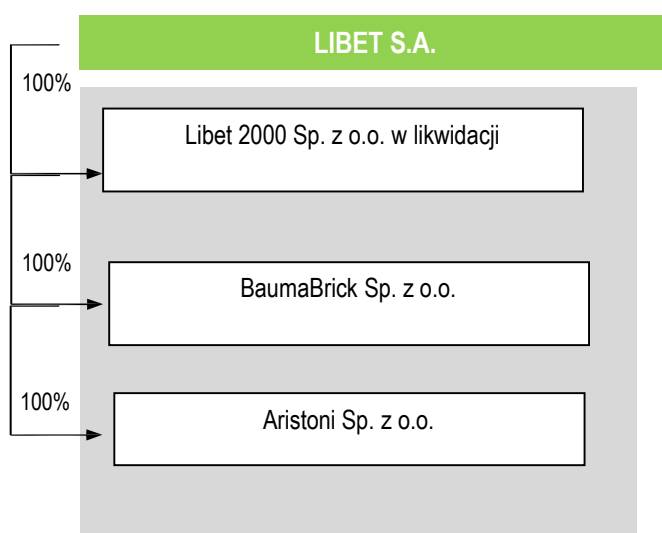 LIBET S.A.
100%
Libet 2000 Sp. z o.o. w likwidacji
100%
BaumaBrick Sp. z o.o.
100%
Aristoni Sp. z o.o.